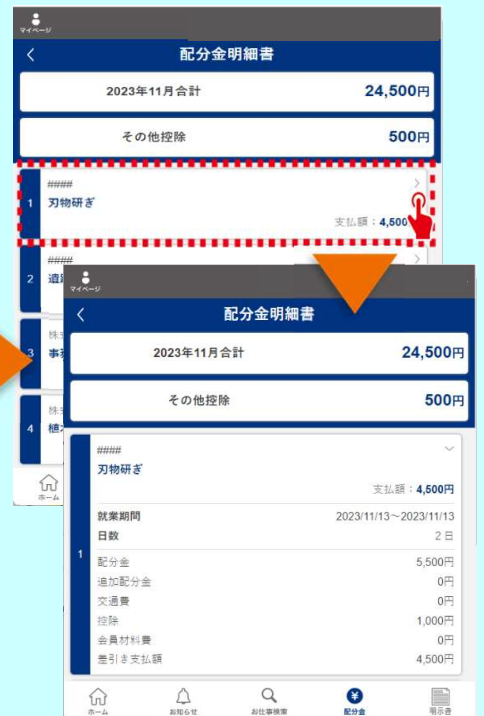 マイページ
配分金明細書
2023年11月合計 24,500円
その他控除 500円
####
1 刃物研ぎ
支払額：4,500
####
2
株
3 事務
株
4 植
ホーム
マイページ
配分金明細書
2023年11月合計 24,500円
その他控除 500円
####
刃物研ぎ
支払額：4,500円
就業期間 2023/11/13～2023/11/13
日数 2日
1
配分金 5,500円
追加配分金 0円
交通費 0円
控除 1,000円
会員材料費 0円
差引き支払額 4,500円
ホーム お知らせ お仕事検索 配分金 明示書